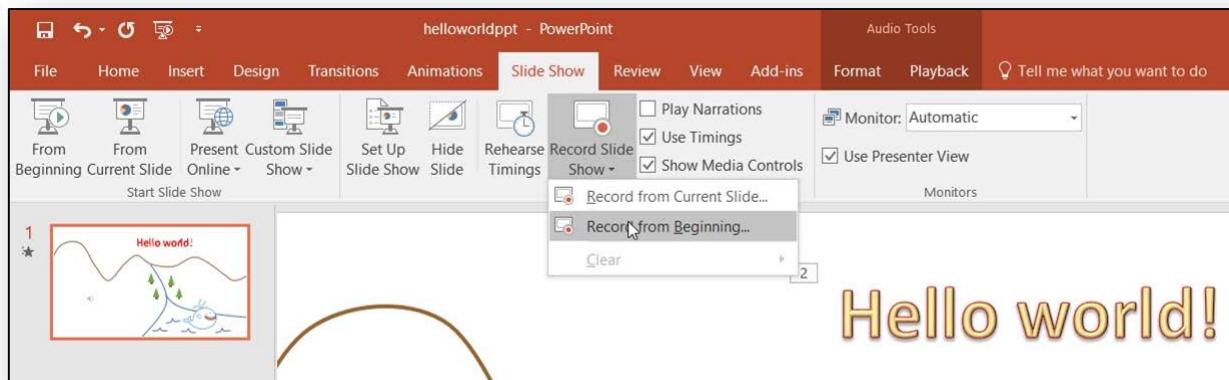 helloworldppt - PowerPoint
Audio Tools
File Home Insert Design Transitions Animations Slide Show Review View Add-ins Format Playback Tell me what you want to do
From Beginning
From Current Slide
Present Online
Custom Slide Show
Start Slide Show
Set Up Slide Show
Hide Slide
Rehearse Timings
Record Slide Show
Play Narrations
Use Timings
Show Media Controls
Monitor: Automatic
Use Presenter View
Monitors
Record from Current Slide...
Record from Beginning...
Clear
1
Hello world!
2
Hello world!